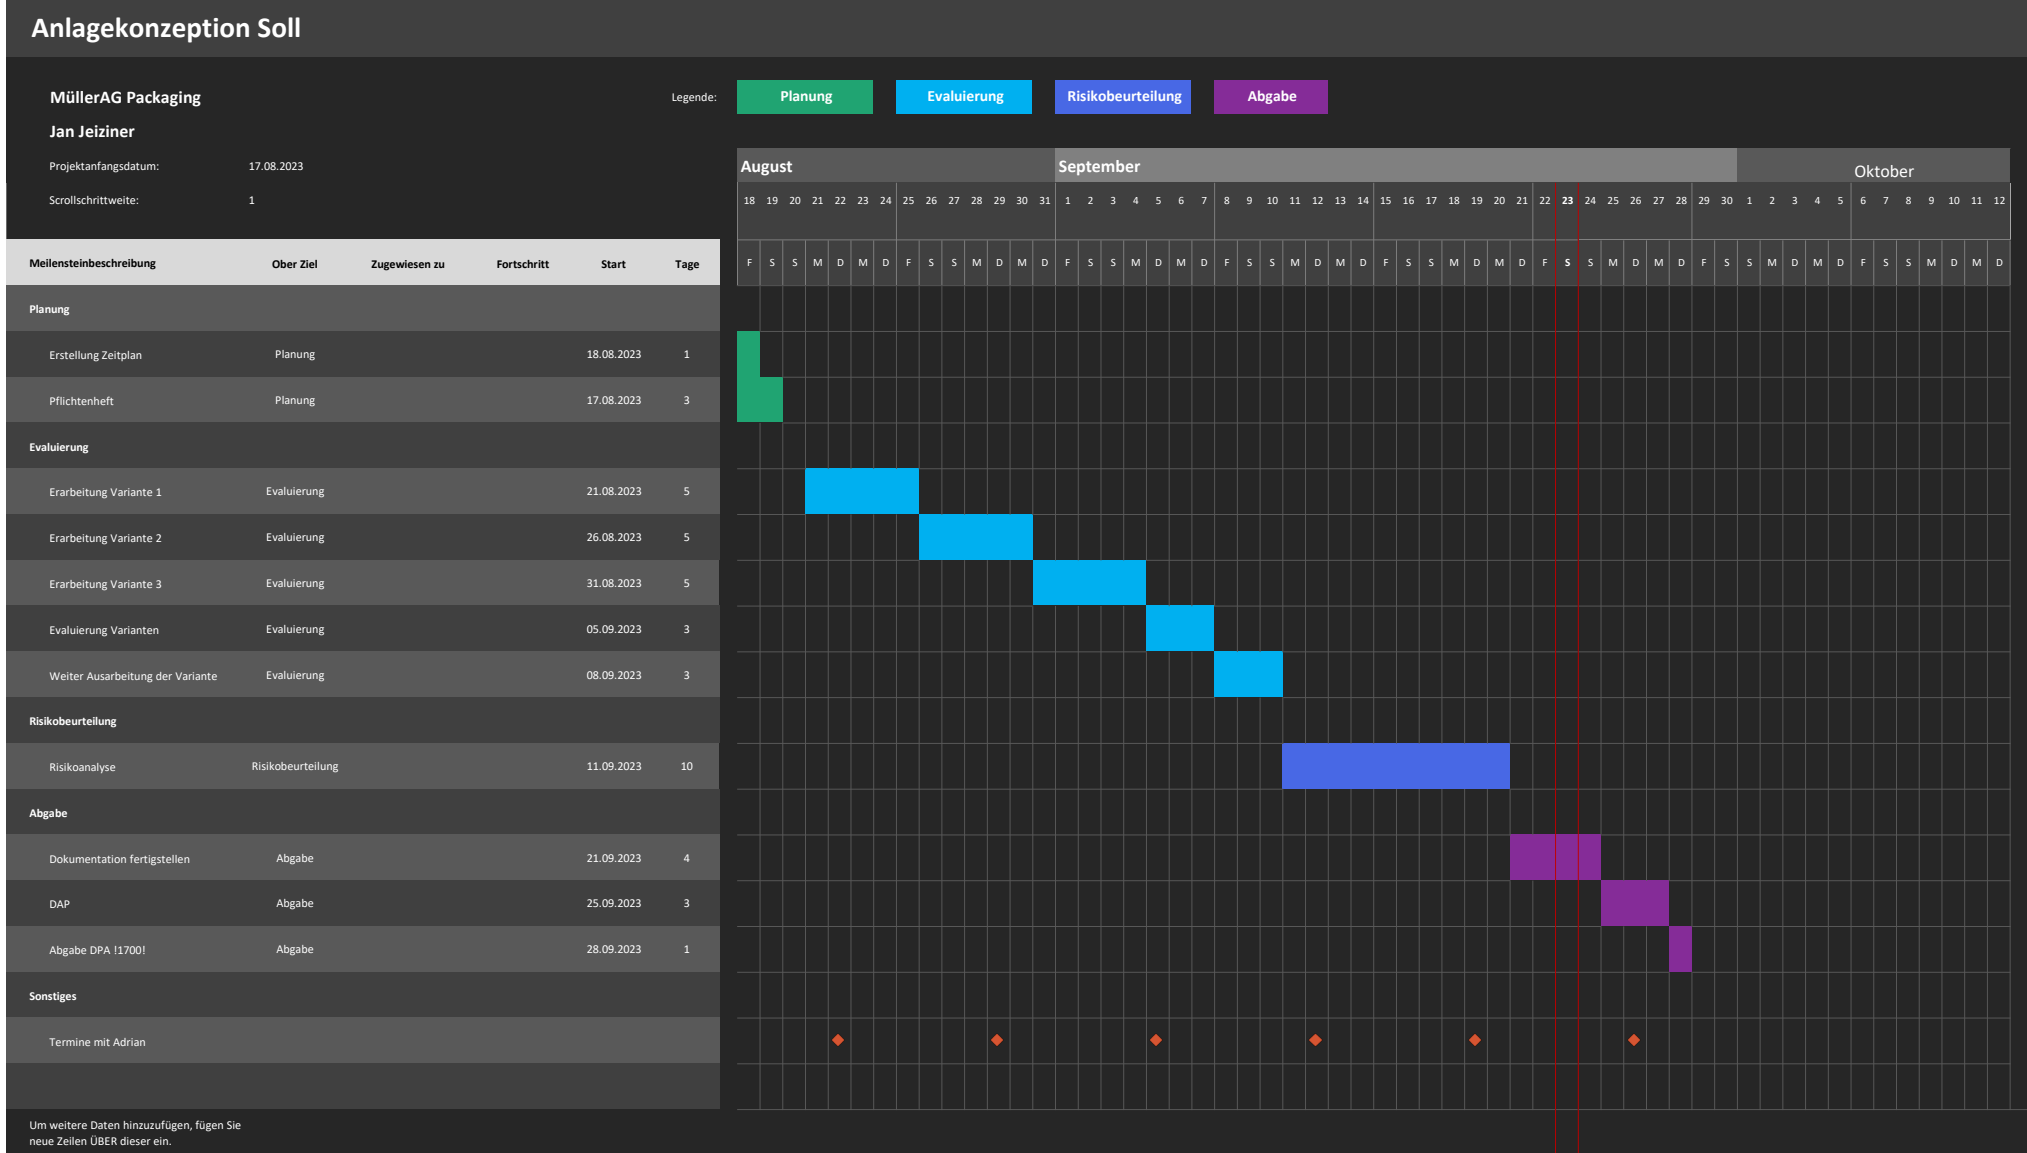 Anlagekonzeption Soll
MüllerAG Packaging
Legende:
Planung Evaluierung Risikobeurteilung Abgabe
Jan Jeiziner
Projektanfangsdatum: 17.08.2023
August September Oktober
Scrollschrittweite: 1
18 19 20 21 22 23 24 25 26 27 28 29 30 31 1 2 3 4 5 6 7 8 9 10 11 12 13 14 15 16 17 18 19 20 21 22 23 24 25 26 27 28 29 30 1 2 3 4 5 6 7 8 9 10 11 12
Meilensteinbeschreibung Ober Ziel Zugewiesen zu Fortschritt Start Tage
F S S M D M D F S S M D M D F S S M D M D F S S M D M D F S S M D M D F S S M D M D F S S M D M D F S S M D M D
Planung
Erstellung Zeitplan Planung 18.08.2023 1
Pflichtenheft Planung 17.08.2023 3
Evaluierung
Erarbeitung Variante 1 Evaluierung 21.08.2023 5
Erarbeitung Variante 2 Evaluierung 26.08.2023 5
Erarbeitung Variante 3 Evaluierung 31.08.2023 5
Evaluierung Varianten Evaluierung 05.09.2023 3
Weiter Ausarbeitung der Variante Evaluierung 08.09.2023 3
Risikobeurteilung
Risikoanalyse Risikobeurteilung 11.09.2023 10
Abgabe
Dokumentation fertigstellen Abgabe 21.09.2023 4
DAP Abgabe 25.09.2023 3
Abgabe DPA !1700! Abgabe 28.09.2023 1
Sonstiges
Termine mit Adrian
Um weitere Daten hinzuzufügen, fügen Sie
neue Zeilen ÜBER dieser ein.